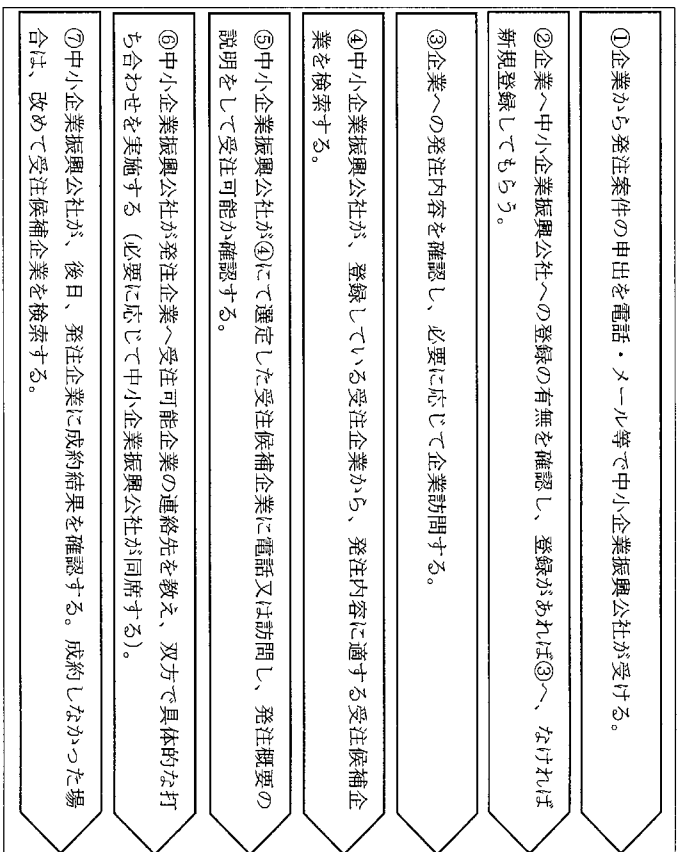 ①企業から発注案件の申出を電話・メール等で中小企業振興公社が受ける。
②企業へ中小企業振興公社への登録の有無を確認し、登録があれば③へ、なければ
新規登録してもらう。
③企業への発注内容を確認し、必要に応じて企業訪問する。
④中小企業振興公社が、登録している受注企業から、発注内容に適する受注候補企
業を検索する。
⑤中小企業振興公社が④にて選定した受注候補企業に電話又は訪問し、発注概要の
説明をして受注可能か確認する。
⑥中小企業振興公社が発注企業へ受注可能企業の連絡先を教え、双方で具体的な打
ち合わせを実施する（必要に応じて中小企業振興公社が同席する）。
⑦中小企業振興公社が、後日、発注企業に成約結果を確認する。成約しなかった場
合は、改めて受注候補企業を検索する。